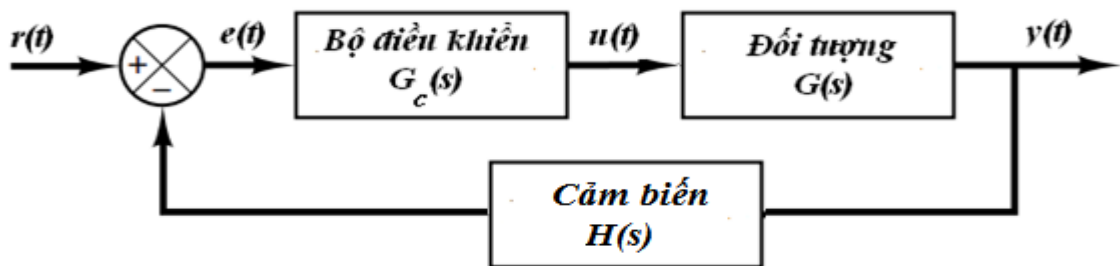 r(t)
e(t)
Bộ điều khiển
G_c(s)
u(t)
Đối tượng
G(s)
y(t)
+
−
Cảm biến
H(s)